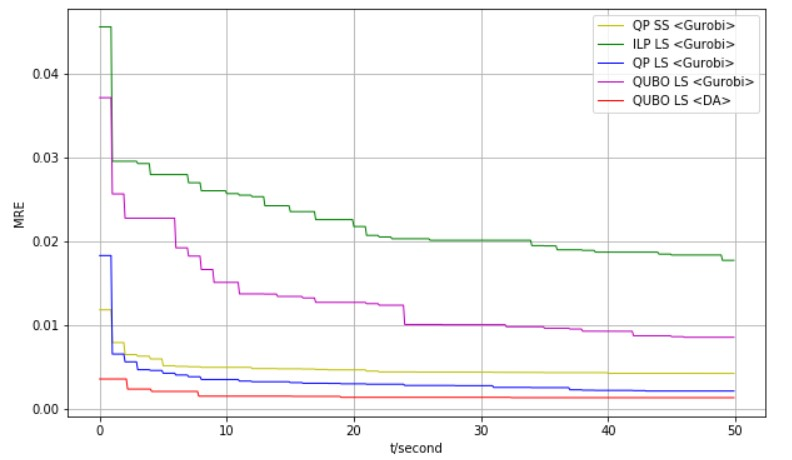 QP SS <Gurobi>
ILP LS <Gurobi>
QP LS <Gurobi>
QUBO LS <Gurobi>
QUBO LS <DA>
MRE
0.04
0.03
0.02
0.01
0.00
0 10 20 30 40 50
t/second